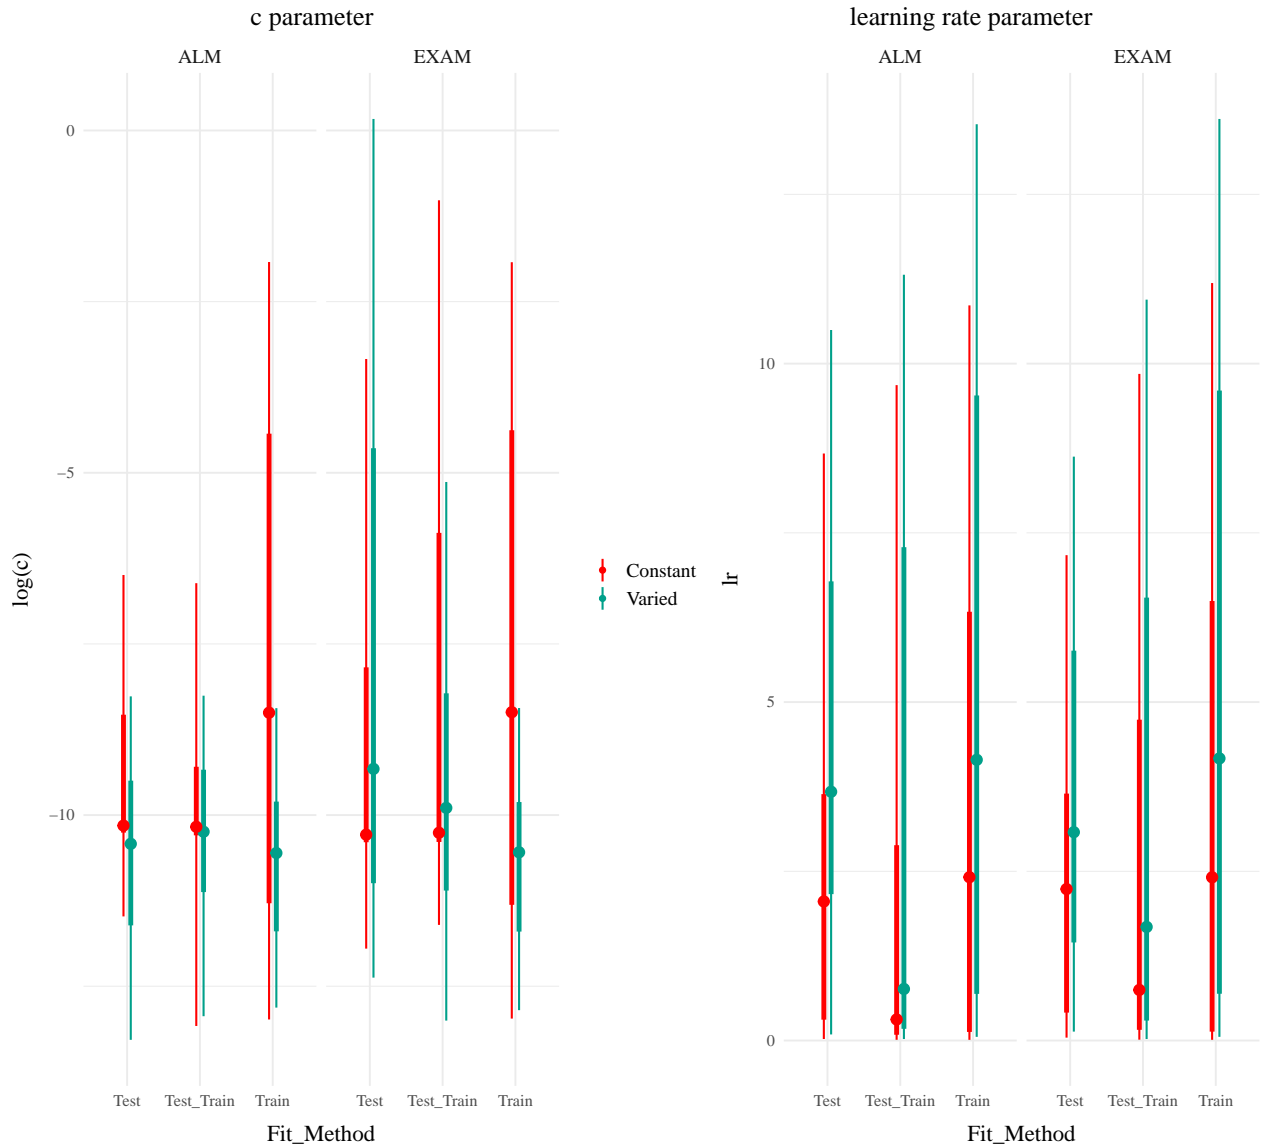 c parameter
ALM EXAM
0
−5
−10
log(c)
Test Test_Train Train Test Test_Train Train
Fit_Method
Constant
Varied
learning rate parameter
ALM EXAM
10
5
0
lr
Test Test_Train Train Test Test_Train Train
Fit_Method